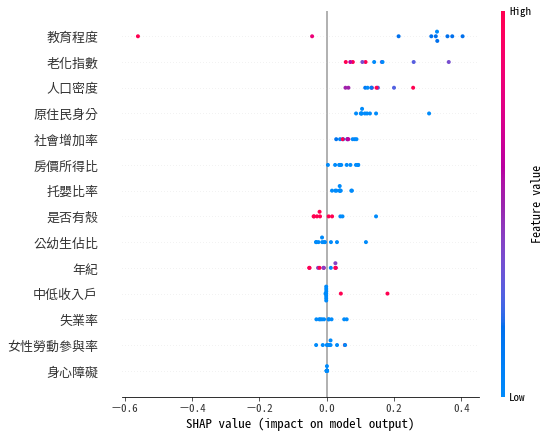 High
教育程度
老化指數
人口密度
原住民身分
社會增加率
房價所得比
托嬰比率
是否有殼
公幼生佔比
年紀
中低收入戶
失業率
女性勞動參與率
身心障礙
Feature value
Low
−0.6 −0.4 −0.2 0.0 0.2 0.4
SHAP value (impact on model output)